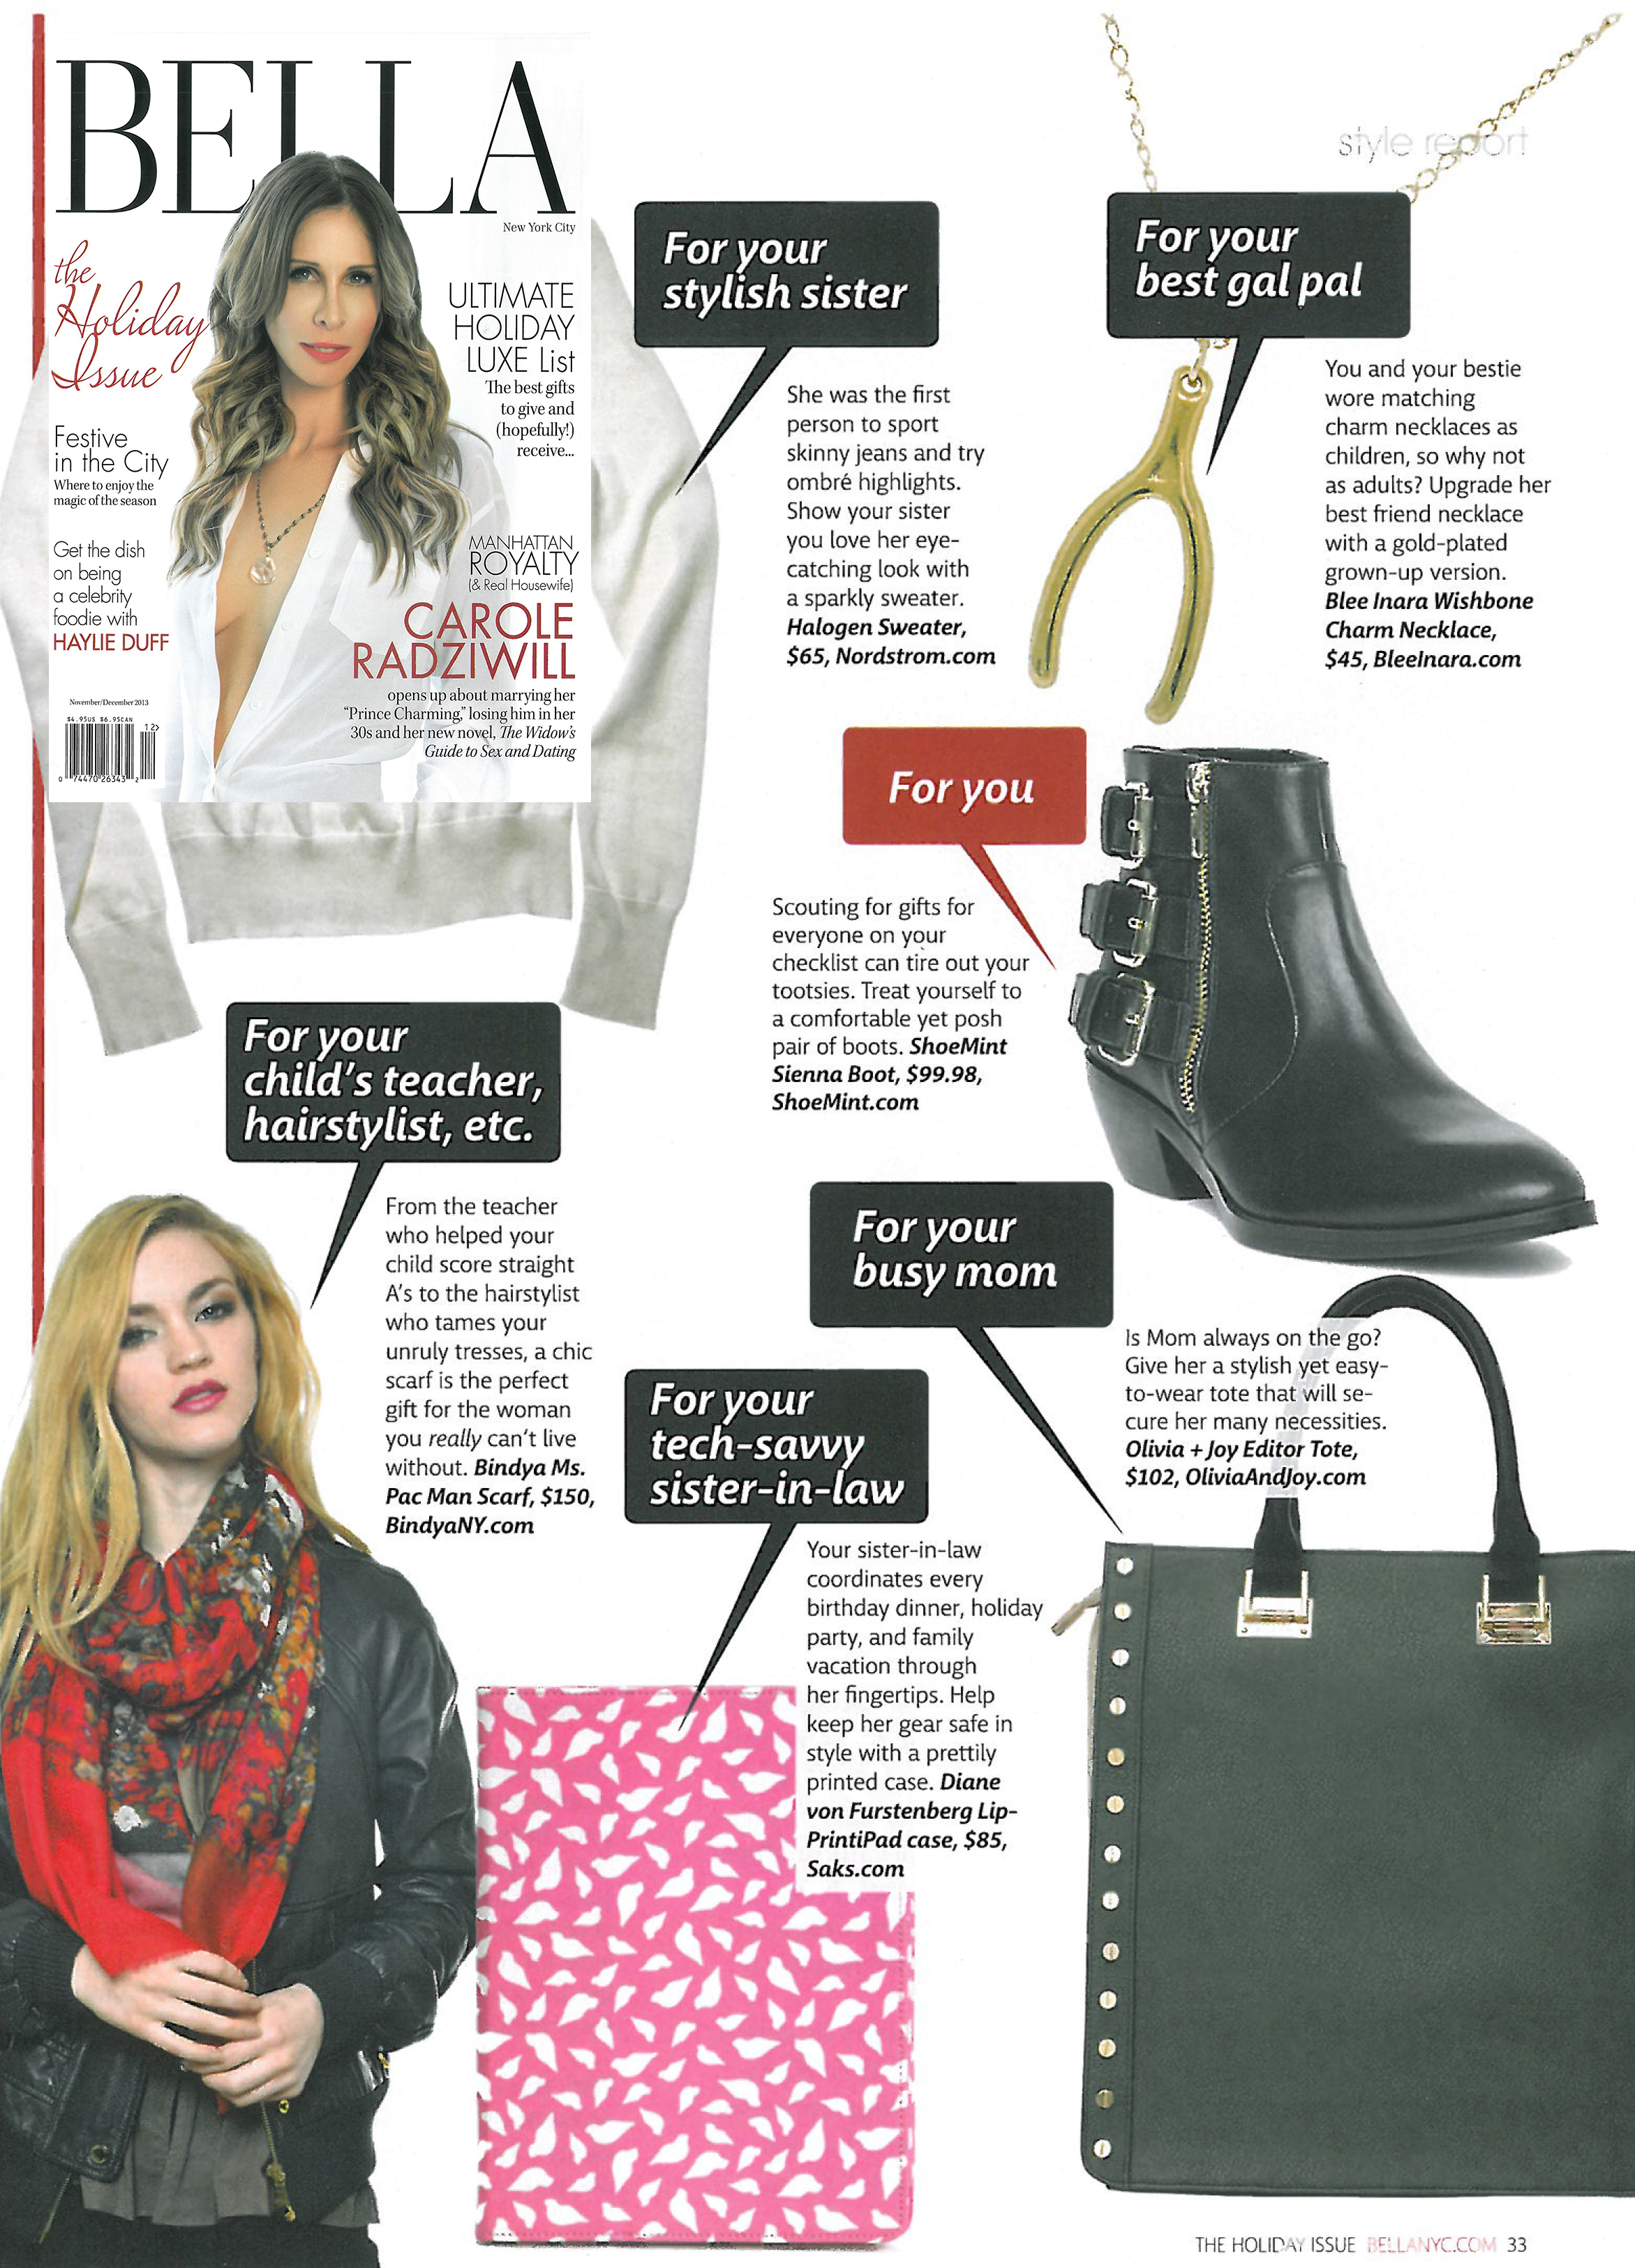 BELLA
New York City
the
Holiday
Issue
ULTIMATE
HOLIDAY
LUXE List
The best gifts
to give and
(hopefully!)
receive...
Festive
in the City
Where to enjoy the
magic of the season
Get the dish
on being
a celebrity
foodie with
HAYLIE DUFF
MANHATTAN
ROYALTY
(& Real Housewife)
CAROLE
RADZIWILL
opens up about marrying her
"Prince Charming," losing him in her
30s and her new novel, The Widow's
Guide to Sex and Dating
November/December 2013
$4.95US $6.95CAN
12>
0 74470 26343 2
style report
For your
stylish sister
She was the first
person to sport
skinny jeans and try
ombré highlights.
Show your sister
you love her eye-
catching look with
a sparkly sweater.
Halogen Sweater,
$65, Nordstrom.com
For your
best gal pal
You and your bestie
wore matching
charm necklaces as
children, so why not
as adults? Upgrade her
best friend necklace
with a gold-plated
grown-up version.
Blee Inara Wishbone
Charm Necklace,
$45, BleeInara.com
For you
Scouting for gifts for
everyone on your
checklist can tire out your
tootsies. Treat yourself to
a comfortable yet posh
pair of boots. ShoeMint
Sienna Boot, $99.98,
ShoeMint.com
For your
child's teacher,
hairstylist, etc.
From the teacher
who helped your
child score straight
A's to the hairstylist
who tames your
unruly tresses, a chic
scarf is the perfect
gift for the woman
you really can't live
without. Bindya Ms.
Pac Man Scarf, $150,
BindyaNY.com
For your
busy mom
Is Mom always on the go?
Give her a stylish yet easy-
to-wear tote that will se-
cure her many necessities.
Olivia + Joy Editor Tote,
$102, OliviaAndJoy.com
For your
tech-savvy
sister-in-law
Your sister-in-law
coordinates every
birthday dinner, holiday
party, and family
vacation through
her fingertips. Help
keep her gear safe in
style with a prettily
printed case. Diane
von Furstenberg Lip-
PrintiPad case, $85,
Saks.com
THE HOLIDAY ISSUE BELLANYC.COM 33